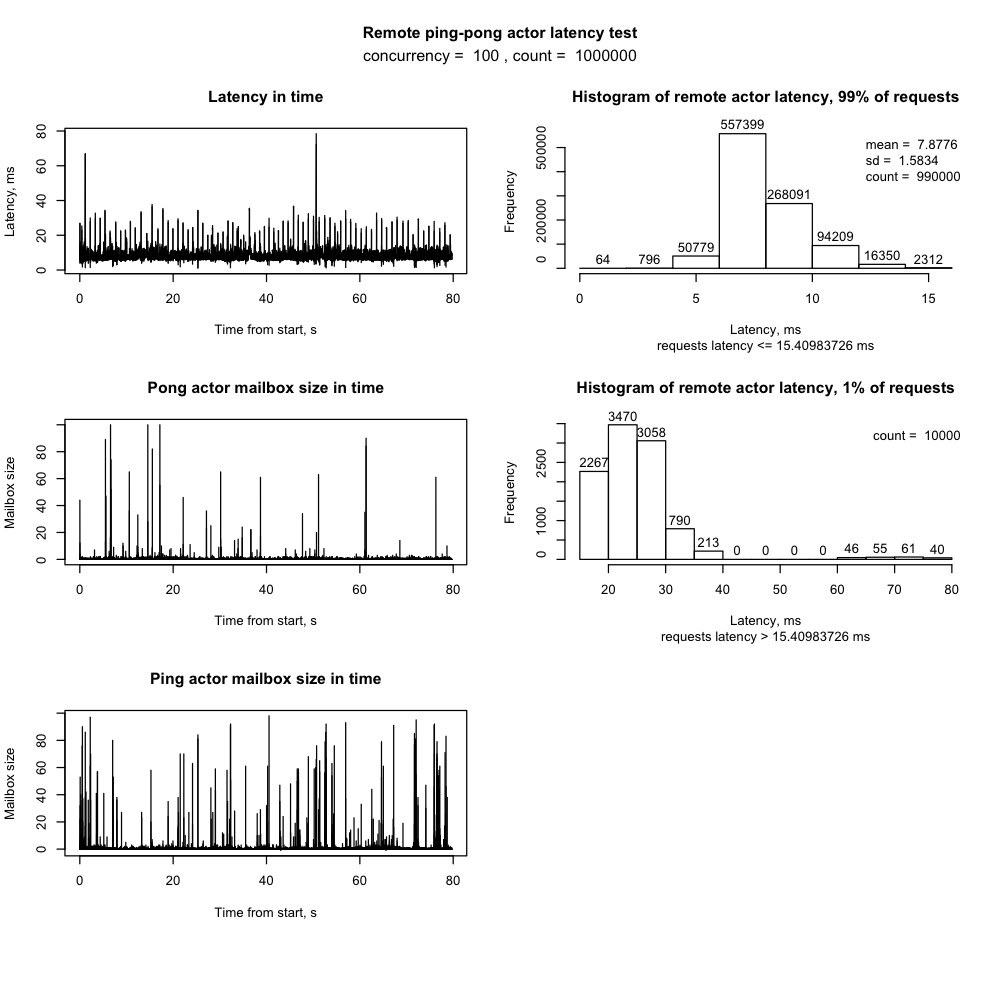 Remote ping-pong actor latency test
concurrency =  100 , count =  1000000
Latency in time
Latency, ms
80
60
40
20
0
0 20 40 60 80
Time from start, s
Histogram of remote actor latency, 99% of requests
Frequency
500000
200000
0
64 796 50779 557399 268091 94209 16350 2312
mean =  7.8776
sd =  1.5834
count =  990000
0 5 10 15
Latency, ms
requests latency <= 15.40983726 ms
Pong actor mailbox size in time
Mailbox size
80
60
40
20
0
0 20 40 60 80
Time from start, s
Histogram of remote actor latency, 1% of requests
Frequency
2500
1000
0
2267 3470 3058 790 213 0 0 0 0 46 55 61 40
count =  10000
20 30 40 50 60 70 80
Latency, ms
requests latency > 15.40983726 ms
Ping actor mailbox size in time
Mailbox size
80
60
40
20
0
0 20 40 60 80
Time from start, s